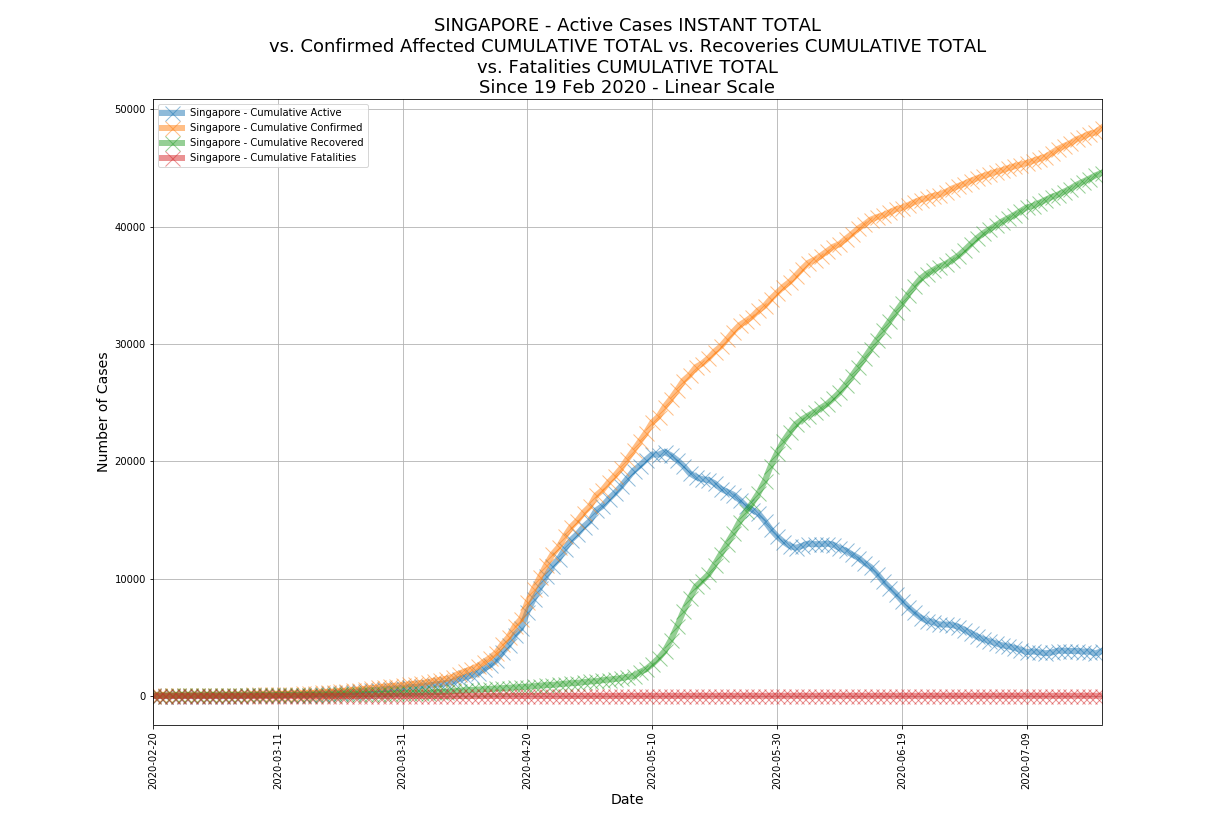 SINGAPORE - Active Cases INSTANT TOTAL
vs. Confirmed Affected CUMULATIVE TOTAL vs. Recoveries CUMULATIVE TOTAL
vs. Fatalities CUMULATIVE TOTAL
Since 19 Feb 2020 - Linear Scale
Singapore - Cumulative Active
Singapore - Cumulative Confirmed
Singapore - Cumulative Recovered
Singapore - Cumulative Fatalities
Number of Cases
50000
40000
30000
20000
10000
0
2020-02-20
2020-03-11
2020-03-31
2020-04-20
2020-05-10
2020-05-30
2020-06-19
2020-07-09
Date